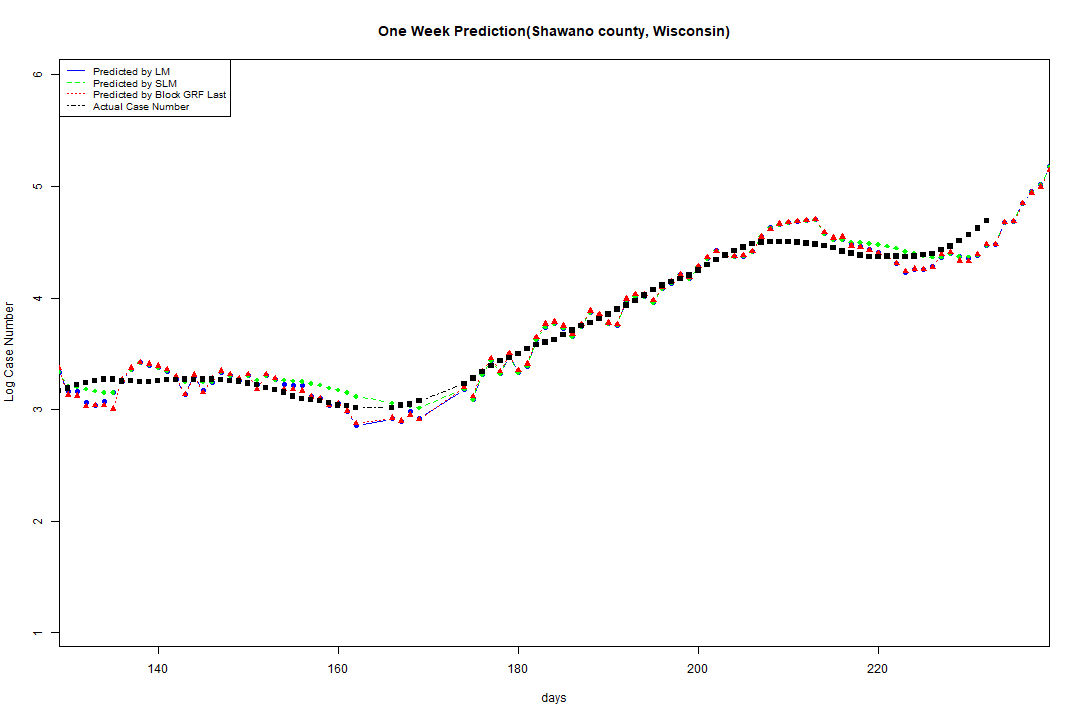 One Week Prediction(Shawano county, Wisconsin)
Predicted by LM
Predicted by SLM
Predicted by Block GRF Last
Actual Case Number
6
5
4
3
2
1
Log Case Number
140 160 180 200 220
days